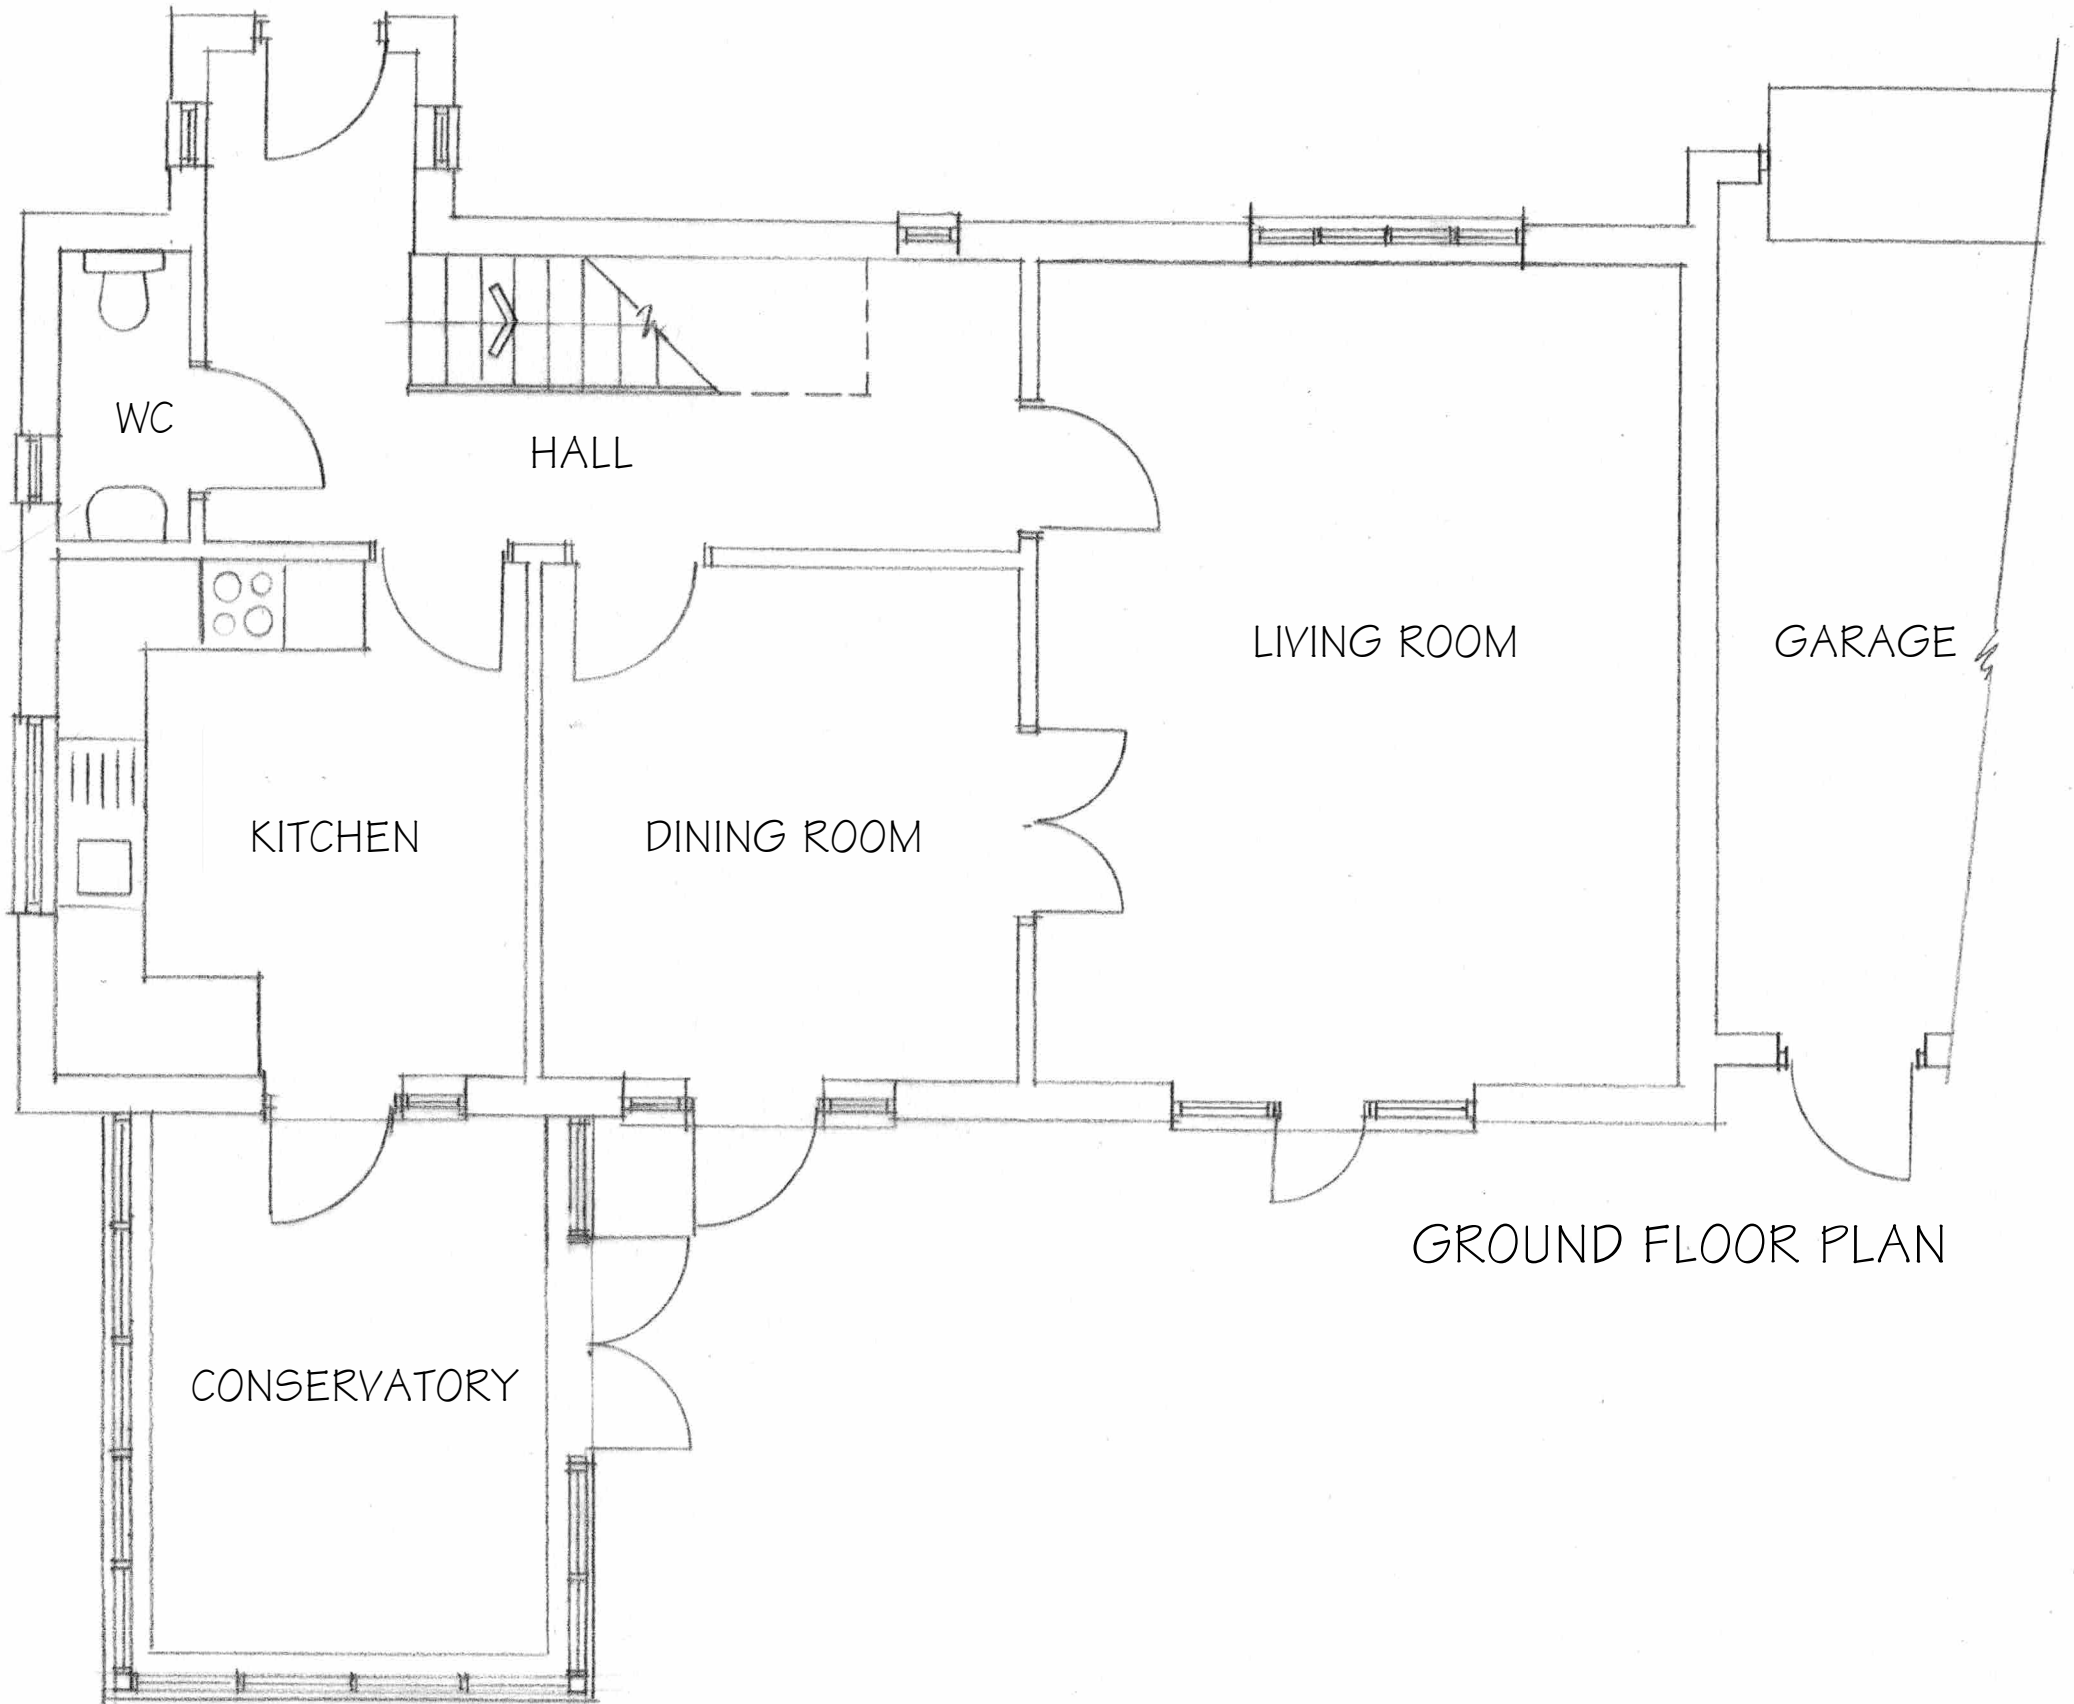 WC
HALL
LIVING ROOM
GARAGE
KITCHEN
DINING ROOM
GROUND FLOOR PLAN
CONSERVATORY